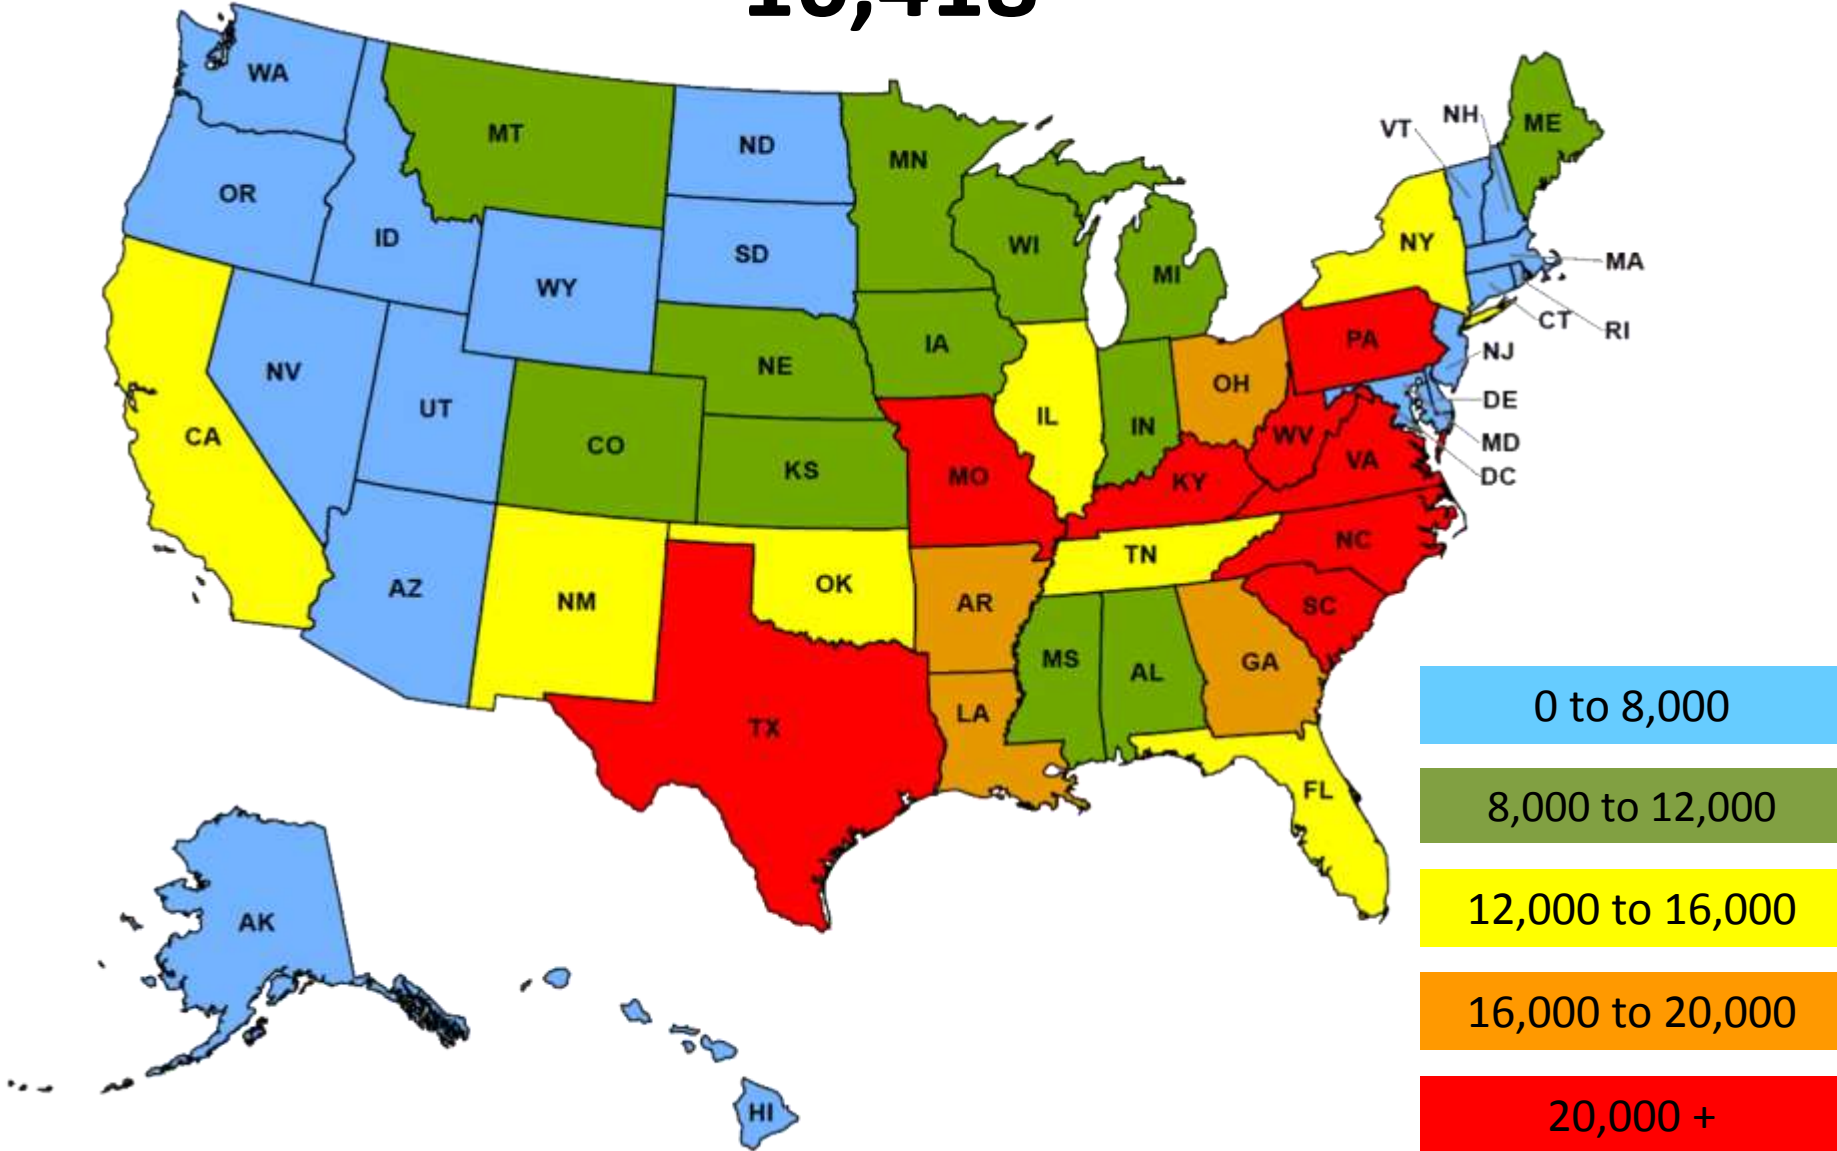 WA
MT
ND
MN
OR
ID
SD
WY
WI
MI
NY
VT
NH
ME
MA
CT
RI
NJ
DE
MD
DC
PA
NV
UT
CA
CO
NE
IA
KS
IL
IN
OH
MO
KY
WV
VA
AZ
NM
OK
AR
TN
NC
SC
MS
AL
GA
LA
TX
FL
AK
HI
0 to 8,000
8,000 to 12,000
12,000 to 16,000
16,000 to 20,000
20,000 +